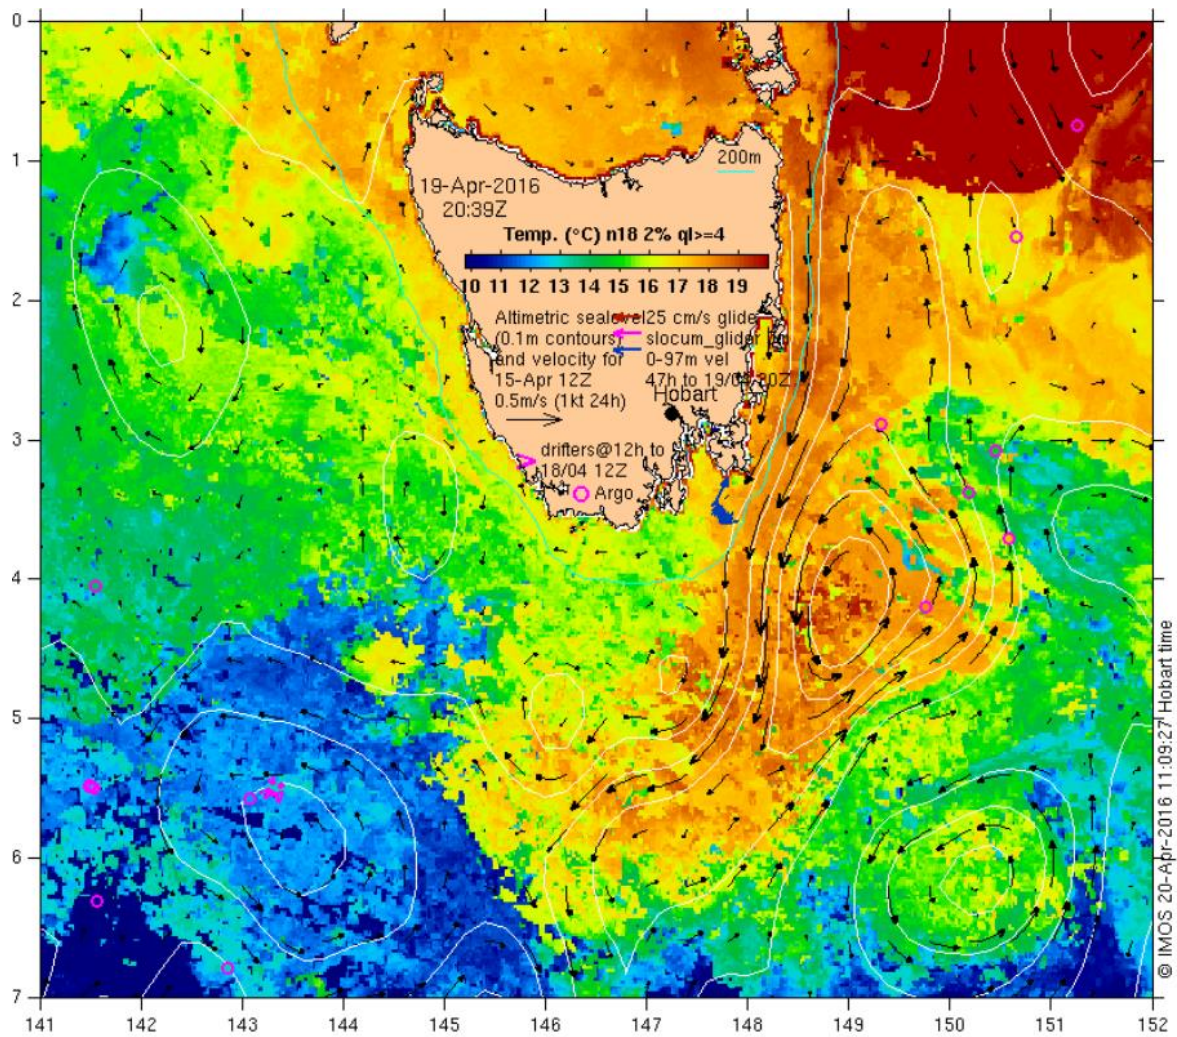 0
1
2
3
4
5
6
7
200m
19-Apr-2016
20:39Z
Temp. (°C) n18 2% ql>=4
10 11 12 13 14 15 16 17 18 19
Altimetric sealevel
(0.1m contours)
and velocity for
15-Apr 12Z
0.5m/s (1kt 24h)
25 cm/s glide
slocum_glider
0-97m vel
47h to 19/04 20Z
Hobart
drifters@12h to
18/04 12Z
Argo
141 142 143 144 145 146 147 148 149 150 151 152
© IMOS 20-Apr-2016 11:09:27 Hobart time